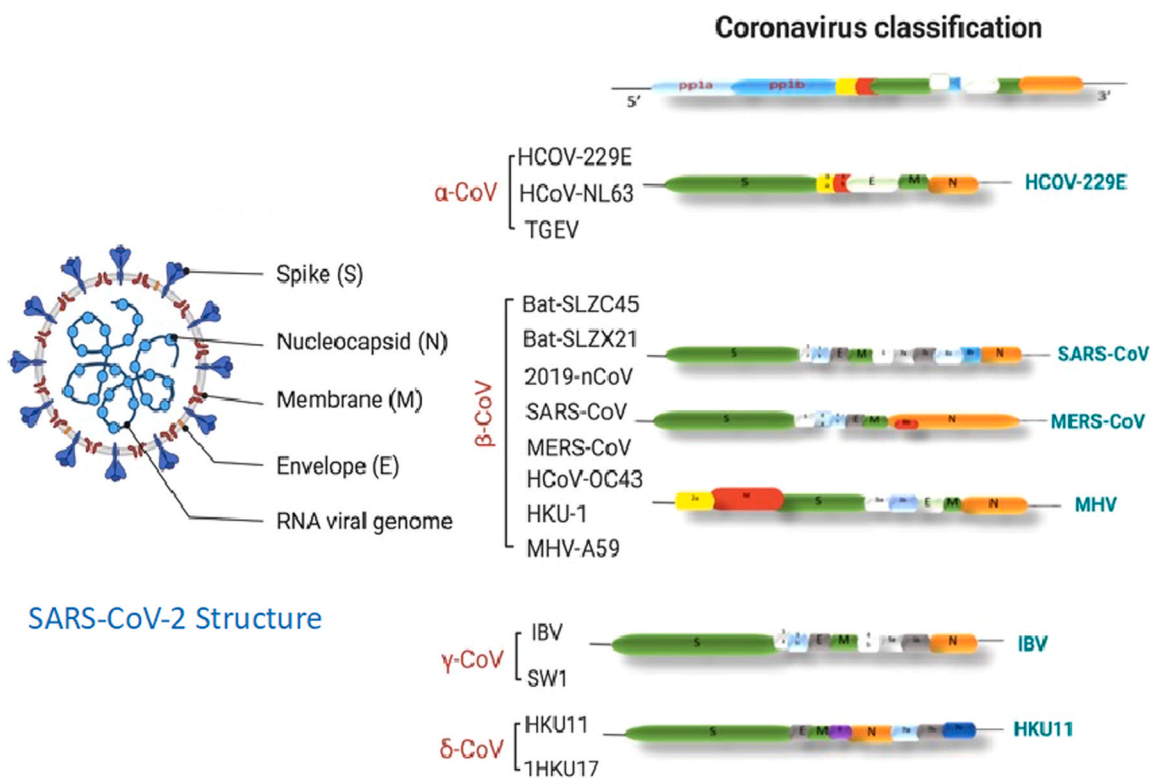 Coronavirus classification
pp1a pp1b
5' 3'
α-CoV
HCOV-229E
HCoV-NL63
TGEV
S E M N
HCOV-229E
Spike (S)
Nucleocapsid (N)
Membrane (M)
Envelope (E)
RNA viral genome
SARS-CoV-2 Structure
β-CoV
Bat-SLZC45
Bat-SLZX21
2019-nCoV
SARS-CoV
MERS-CoV
HCoV-OC43
HKU-1
MHV-A59
S E M N
SARS-CoV
S E M N
MERS-CoV
S E M N
MHV
γ-CoV
IBV
SW1
S E M N
IBV
δ-CoV
HKU11
1HKU17
S E M N
HKU11